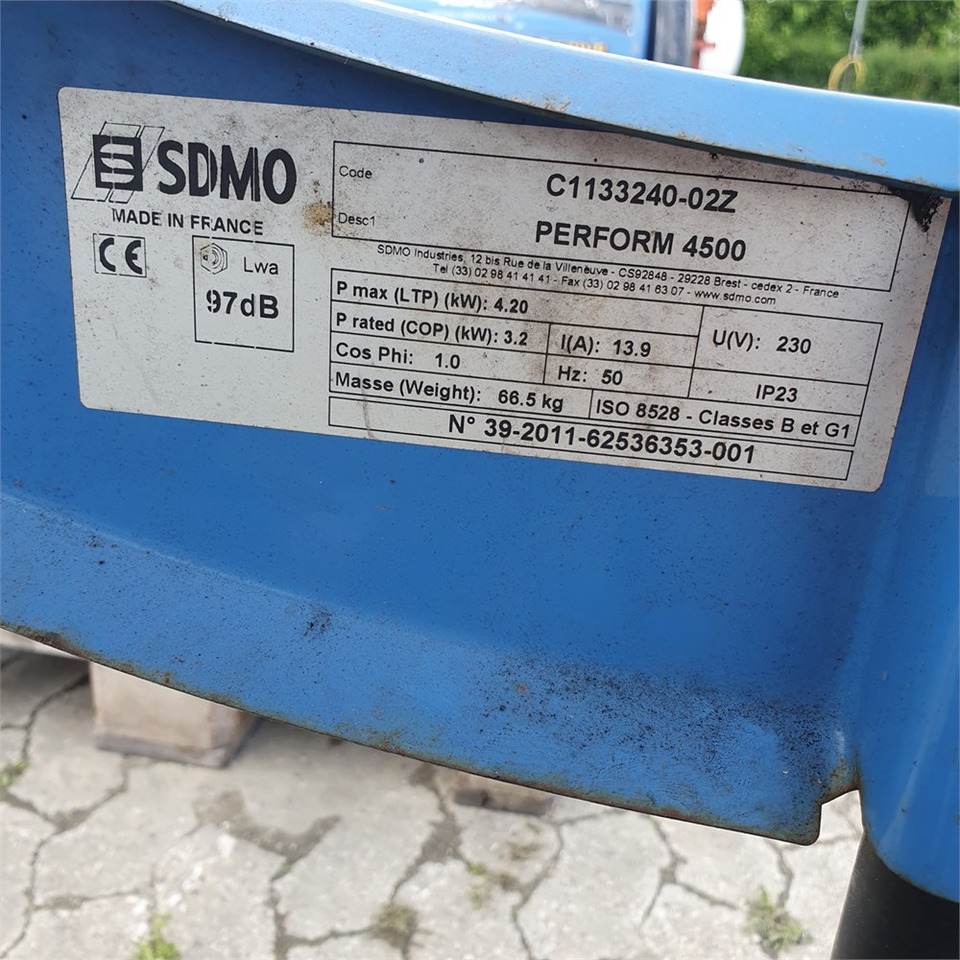 SDMO
MADE IN FRANCE
CE
Lwa
97dB
Code C1133240-02Z
Desc1 PERFORM 4500
SDMO Industries, 12 bis Rue de la Villeneuve - CS92848 - 29228 Brest - cedex 2 - France
Tel (33) 02 98 41 41 41 - Fax (33) 02 98 41 63 07 - www.sdmo.com
P max (LTP) (kW): 4.20
P rated (COP) (kW): 3.2 I(A): 13.9 U(V): 230
Cos Phi: 1.0 Hz: 50 IP23
Masse (Weight): 66.5 kg ISO 8528 - Classes B et G1
N° 39-2011-62536353-001